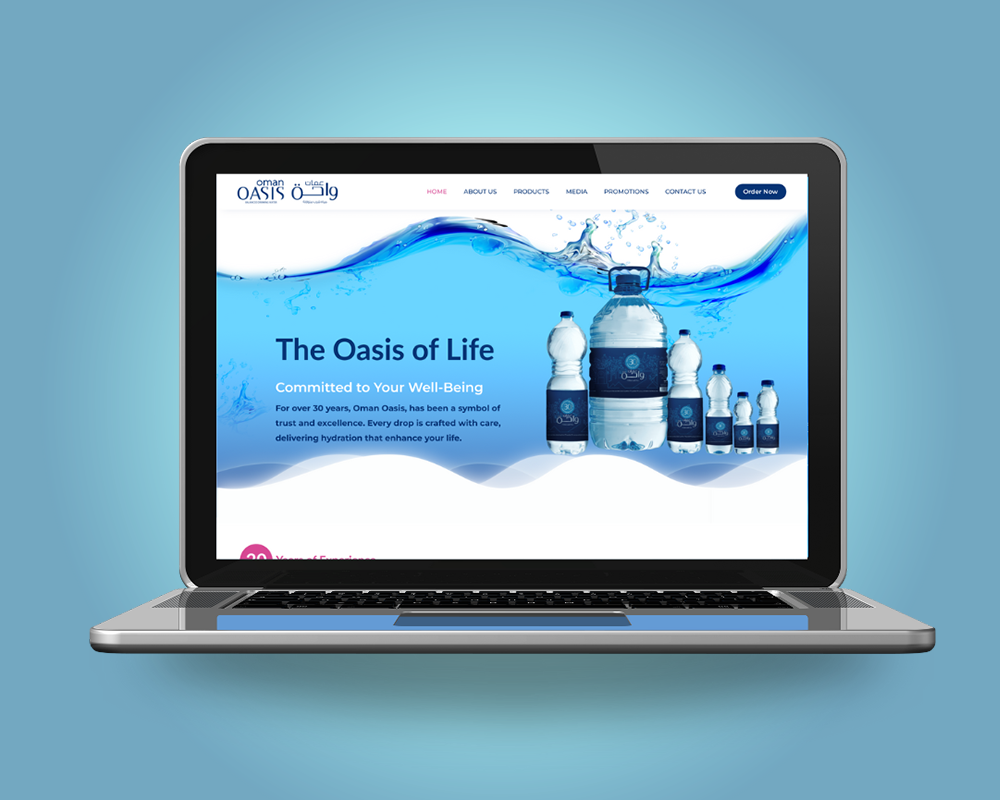 oman
OASIS
عمان
واحة
HOME
ABOUT US
PRODUCTS
MEDIA
PROMOTIONS
CONTACT US
Order Now
The Oasis of Life
Committed to Your Well-Being
For over 30 years, Oman Oasis, has been a symbol of
trust and excellence. Every drop is crafted with care,
delivering hydration that enhance your life.
واحة
30 Years of Experience